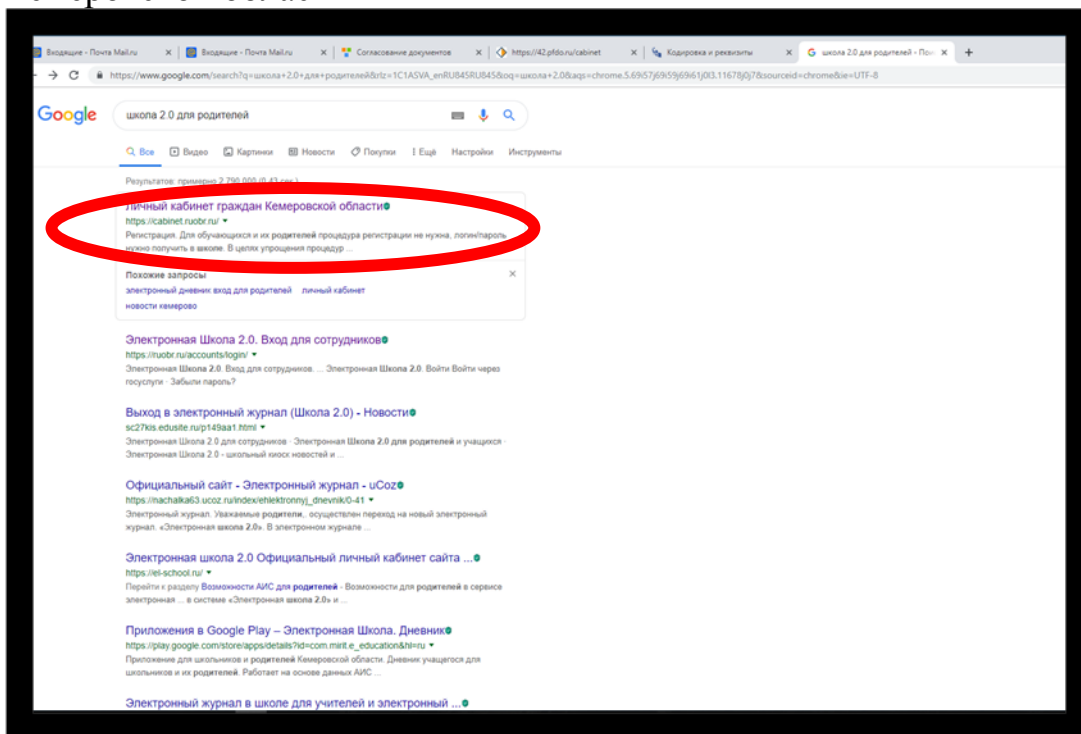 Входящие - Почта Mail.ru
Входящие - Почта Mail.ru
Согласование документов
https://42.pfdo.ru/cabinet
Кодировка и реквизиты
школа 2.0 для родителей - Пои
https://www.google.com/search?q=школа+2.0+для+родителей&rlz=1C1ASVA_enRU845RU845&oq=школа+2.0&aqs=chrome.5.69i57j69i59j69i61j0l3.11678j0j7&sourceid=chrome&ie=UTF-8
Google
школа 2.0 для родителей
Все Видео Картинки Новости Покупки Ещё Настройки Инструменты
Результатов: примерно 2 790 000 (0,43 сек.)
Личный кабинет граждан Кемеровской области
https://cabinet.ruobr.ru/
Регистрация. Для обучающихся и их родителей процедура регистрации не нужна, логин/пароль
нужно получить в школе. В целях упрощения процедур ...
Похожие запросы
электронный дневник вход для родителей личный кабинет
новости кемерово
Электронная Школа 2.0. Вход для сотрудников
https://ruobr.ru/accounts/login/
Электронная Школа 2.0. Вход для сотрудников. ... Электронная Школа 2.0. Войти Войти через
госуслуги · Забыли пароль?
Выход в электронный журнал (Школа 2.0) - Новости
sc27kis.edusite.ru/p149aa1.html
Электронная Школа 2.0 для сотрудников · Электронная Школа 2.0 для родителей и учащихся ·
Электронная Школа 2.0 - школьный киоск новостей и ...
Официальный сайт - Электронный журнал - uCoz
https://nachalka63.ucoz.ru/index/ehlektronnyj_dnevnik/0-41
Электронный журнал. Уважаемые родители,. осуществлен переход на новый электронный
журнал. «Электронная школа 2.0». В электронном журнале ...
Электронная школа 2.0 Официальный личный кабинет сайта ...
https://el-school.ru/
Перейти к разделу Возможности АИС для родителей - Возможности для родителей в сервисе
электронная ... в системе «Электронная школа 2.0» и ...
Приложения в Google Play – Электронная Школа. Дневник
https://play.google.com/store/apps/details?id=com.mirit.e_education&hl=ru
Приложение для школьников и родителей Кемеровской области. Дневник учащегося для
школьников и их родителей. Работает на основе данных АИС ...
Электронный журнал в школе для учителей и электронный ...